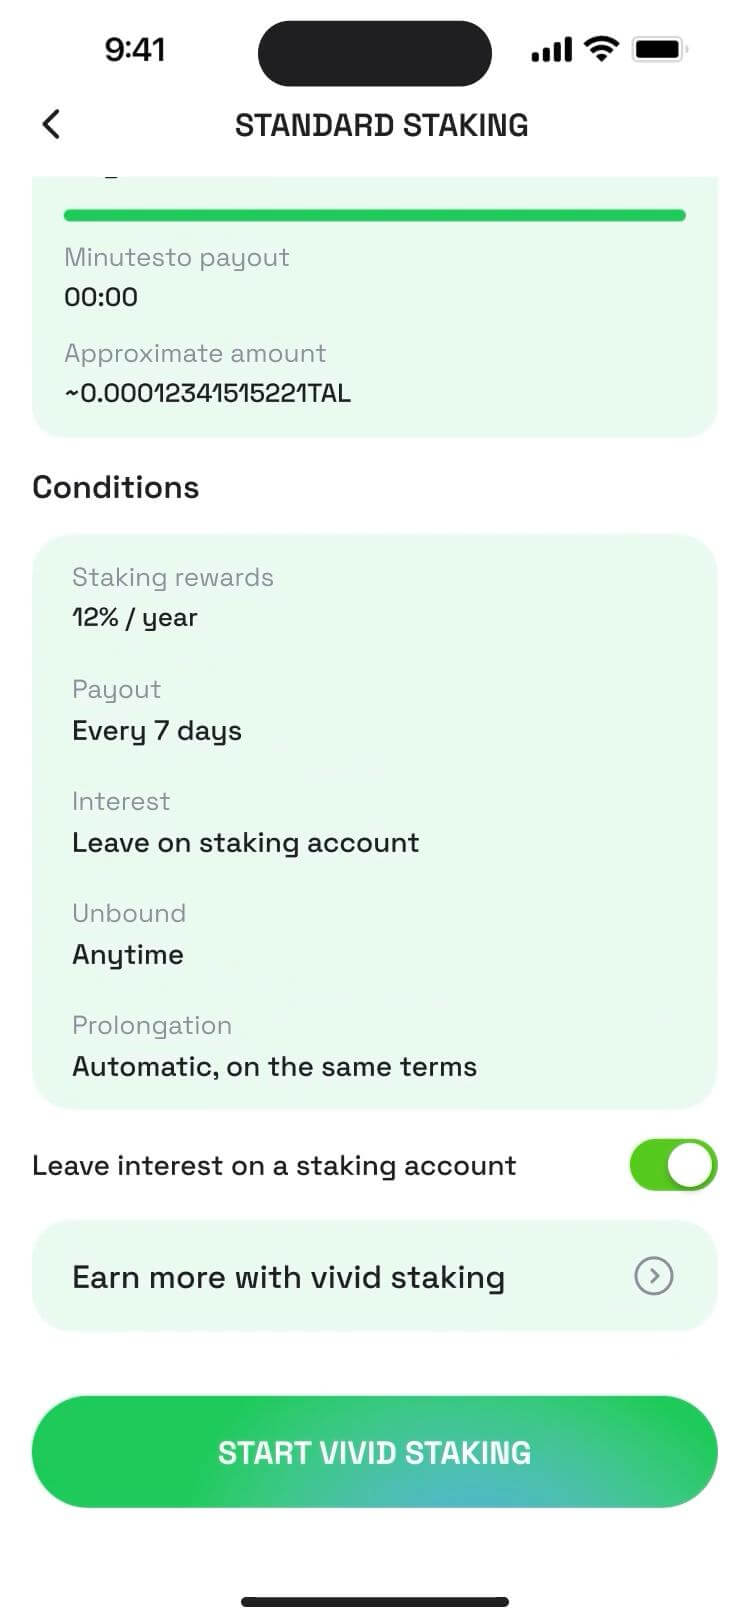 9:41
STANDARD STAKING
Minutesto payout
00:00
Approximate amount
~0.00012341515221TAL
Conditions
Staking rewards
12% / year
Payout
Every 7 days
Interest
Leave on staking account
Unbound
Anytime
Prolongation
Automatic, on the same terms
Leave interest on a staking account
Earn more with vivid staking
START VIVID STAKING